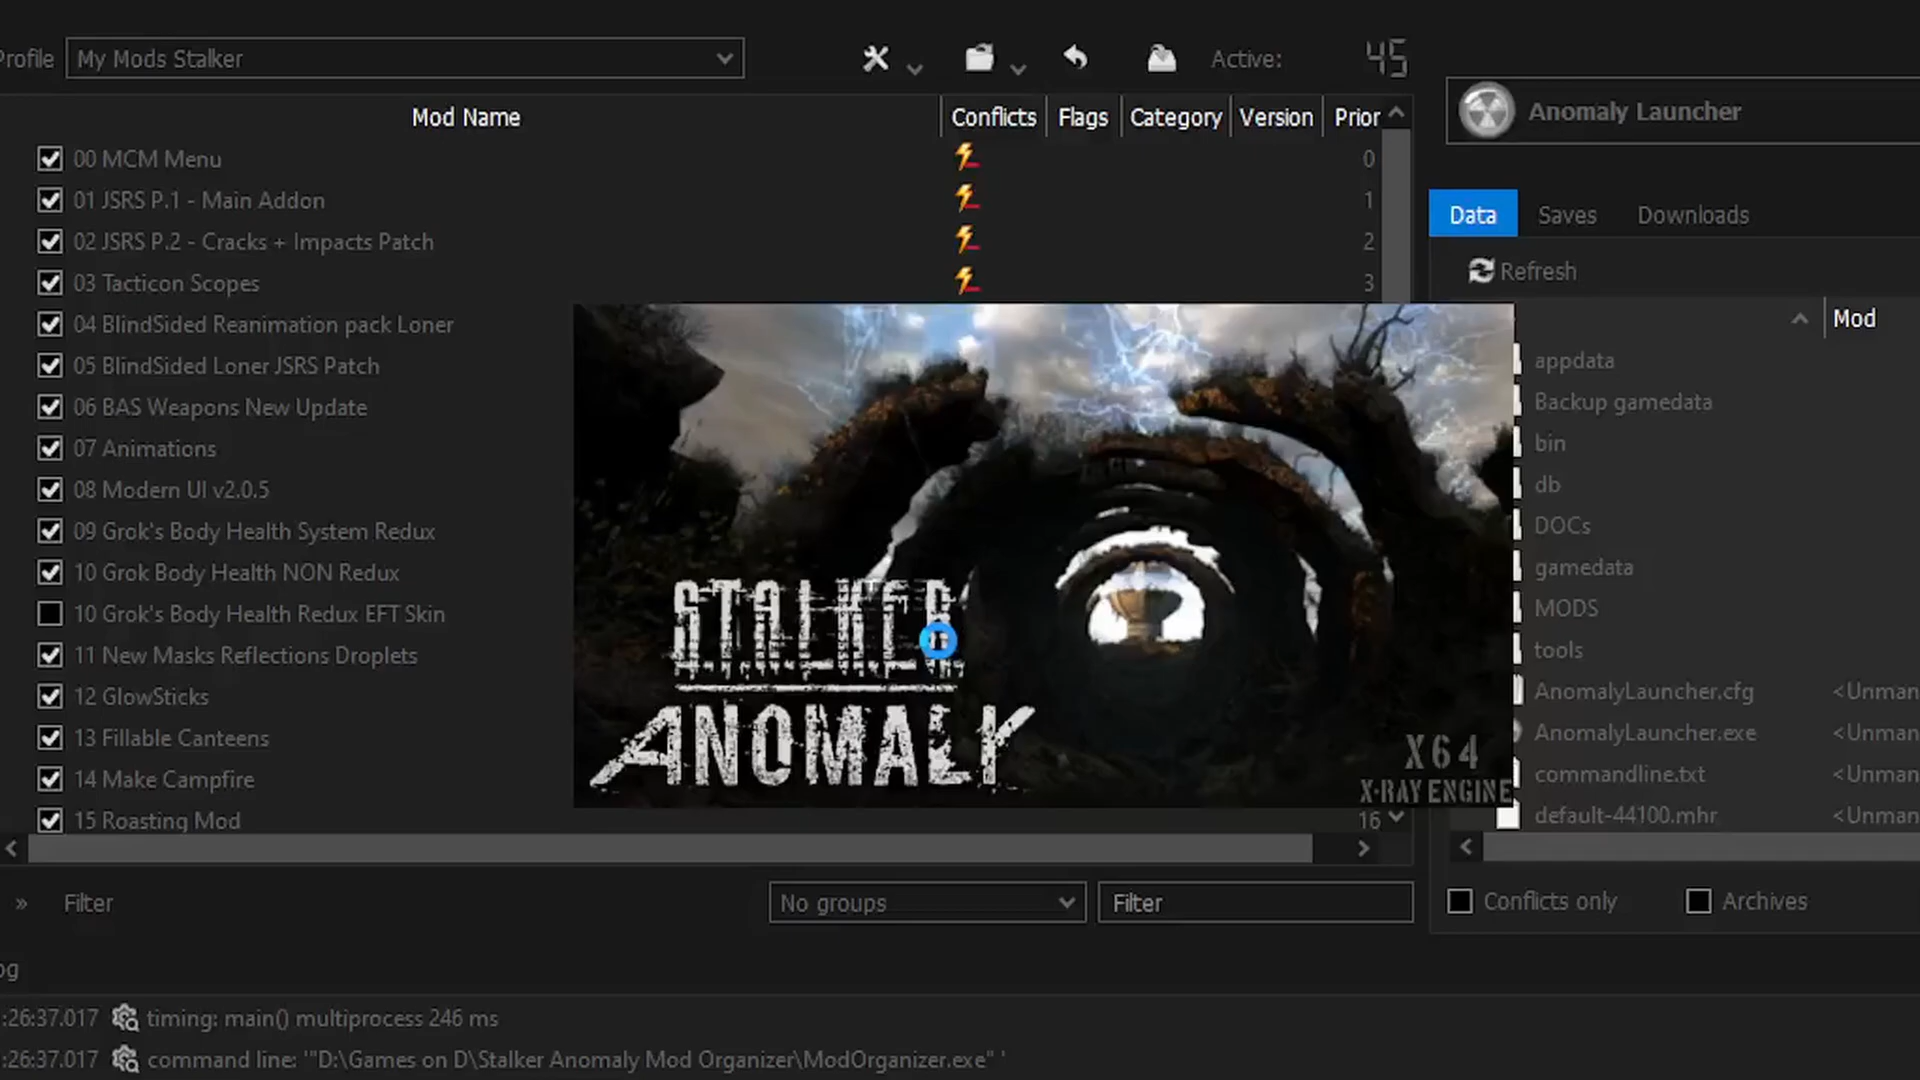 Profile My Mods Stalker Active: 45
Mod Name Conflicts Flags Category Version Prior
00 MCM Menu 0
01 JSRS P.1 - Main Addon 1
02 JSRS P.2 - Cracks + Impacts Patch 2
03 Tacticon Scopes 3
04 BlindSided Reanimation pack Loner
05 BlindSided Loner JSRS Patch
06 BAS Weapons New Update
07 Animations
08 Modern UI v2.0.5
09 Grok's Body Health System Redux
10 Grok Body Health NON Redux
10 Grok's Body Health Redux EFT Skin
11 New Masks Reflections Droplets
12 GlowSticks
13 Fillable Canteens
14 Make Campfire
15 Roasting Mod 16
S.T.A.L.K.E.R.
ANOMALY
X64
X-RAY ENGINE
Anomaly Launcher
Data Saves Downloads
Refresh
Mod
appdata
Backup gamedata
bin
db
DOCs
gamedata
MODS
tools
AnomalyLauncher.cfg <Unman
AnomalyLauncher.exe <Unman
commandline.txt <Unman
default-44100.mhr <Unman
» Filter No groups Filter
Conflicts only Archives
og
:26:37.017 timing: main() multiprocess 246 ms
:26:37.017 command line: '"D:\Games on D\Stalker Anomaly Mod Organizer\ModOrganizer.exe" '